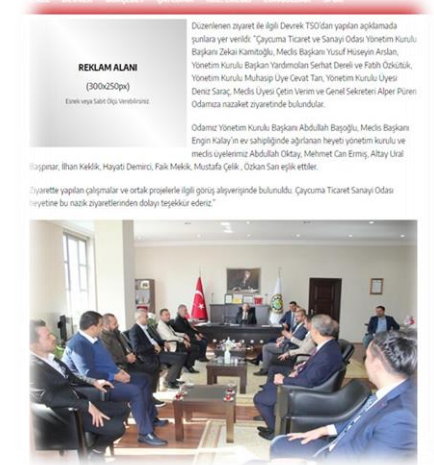 Düzenlenen ziyaret ile ilgili Devrek TSO'dan yapılan açıklamada
şunlara yer verildi: "Çaycuma Ticaret ve Sanayi Odası Yönetim Kurulu
Başkanı Zekai Kamitoğlu, Meclis Başkanı Yusuf Hüseyin Arslan,
Yönetim Kurulu Başkan Yardımcıları Serhat Dereli ve Fatih Özkütük,
Yönetim Kurulu Muhasip Üye Cevat Tan, Yönetim Kurulu Üyesi
Deniz Saraç, Meclis Üyesi Çetin Verim ve Genel Sekreteri Alper Püren
Odamıza nazaket ziyaretinde bulundular.
REKLAM ALANI
(300x250px)
Esnek veya Sabit Ölçü Verebilirsiniz
Odamız Yönetim Kurulu Başkanı Abdullah Başoğlu, Meclis Başkanı
Engin Kalay'ın ev sahipliğinde ağırlanan heyeti yönetim kurulu ve
meclis üyelerimiz Abdullah Oktay, Mehmet Can Ermiş, Altay Ural
Başpınar, İlhan Keklik, Hayati Demirci, Faik Mekik, Mustafa Çelik , Özkan Sarı eşlik ettiler.
Ziyarette yapılan çalışmalar ve ortak projelerle ilgili görüş alışverişinde bulunuldu. Çaycuma Ticaret Sanayi Odası
heyetine bu nazik ziyaretlerinden dolayı teşekkür ederiz."